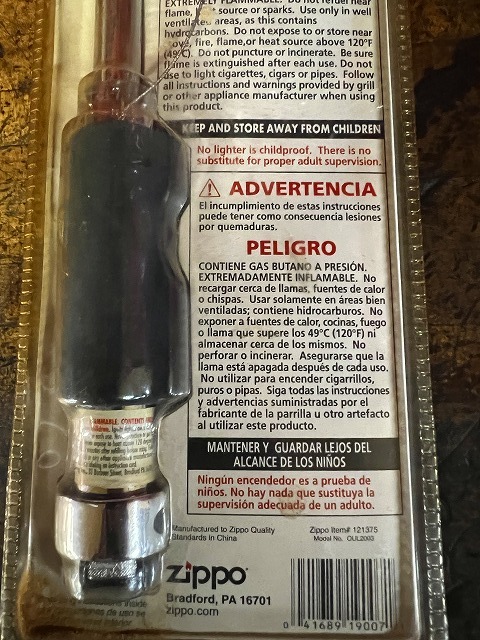 EXTREMELY FLAMMABLE. Do not refuel near
flame, source or sparks. Use only in well
ventilated areas, as this contains
hydrocarbons. Do not expose to or store near
stove, fire, flame,or heat source above 120°F
(49°C). Do not puncture or incinerate. Be sure
flame is extinguished after each use. Do not
use to light cigarettes, cigars or pipes. Follow
all instructions and warnings provided by grill
or other appliance manufacturer when using
this product.
KEEP AND STORE AWAY FROM CHILDREN
No lighter is childproof. There is no
substitute for proper adult supervision.
⚠ ADVERTENCIA
El incumplimiento de estas instrucciones
puede tener como consecuencia lesiones
por quemaduras.
PELIGRO
CONTIENE GAS BUTANO A PRESIÓN.
EXTREMADAMENTE INFLAMABLE. No
recargar cerca de llamas, fuentes de calor
o chispas. Usar solamente en áreas bien
ventiladas; contiene hidrocarburos. No
exponer a fuentes de calor, cocinas, fuego
o llama que supere los 49°C (120°F) ni
almacenar cerca de los mismos. No
perforar o incinerar. Asegurarse que la
llama está apagada después de cada uso.
No utilizar para encender cigarrillos,
puros o pipas. Siga todas las instrucciones
y advertencias suministradas por el
fabricante de la parrilla u otro artefacto
al utilizar este producto.
MANTENER Y GUARDAR LEJOS DEL
ALCANCE DE LOS NIÑOS
Ningún encendedor es a prueba de
niños. No hay nada que sustituya la
supervisión adecuada de un adulto.
Manufactured to Zippo Quality
Standards in China
Zippo Item# 121375
Model No. OUL2003
zippo
Bradford, PA 16701
zippo.com
0 41689 19007
FLAMMABLE. CONTENTS
children.
inside
de uso se
interior.